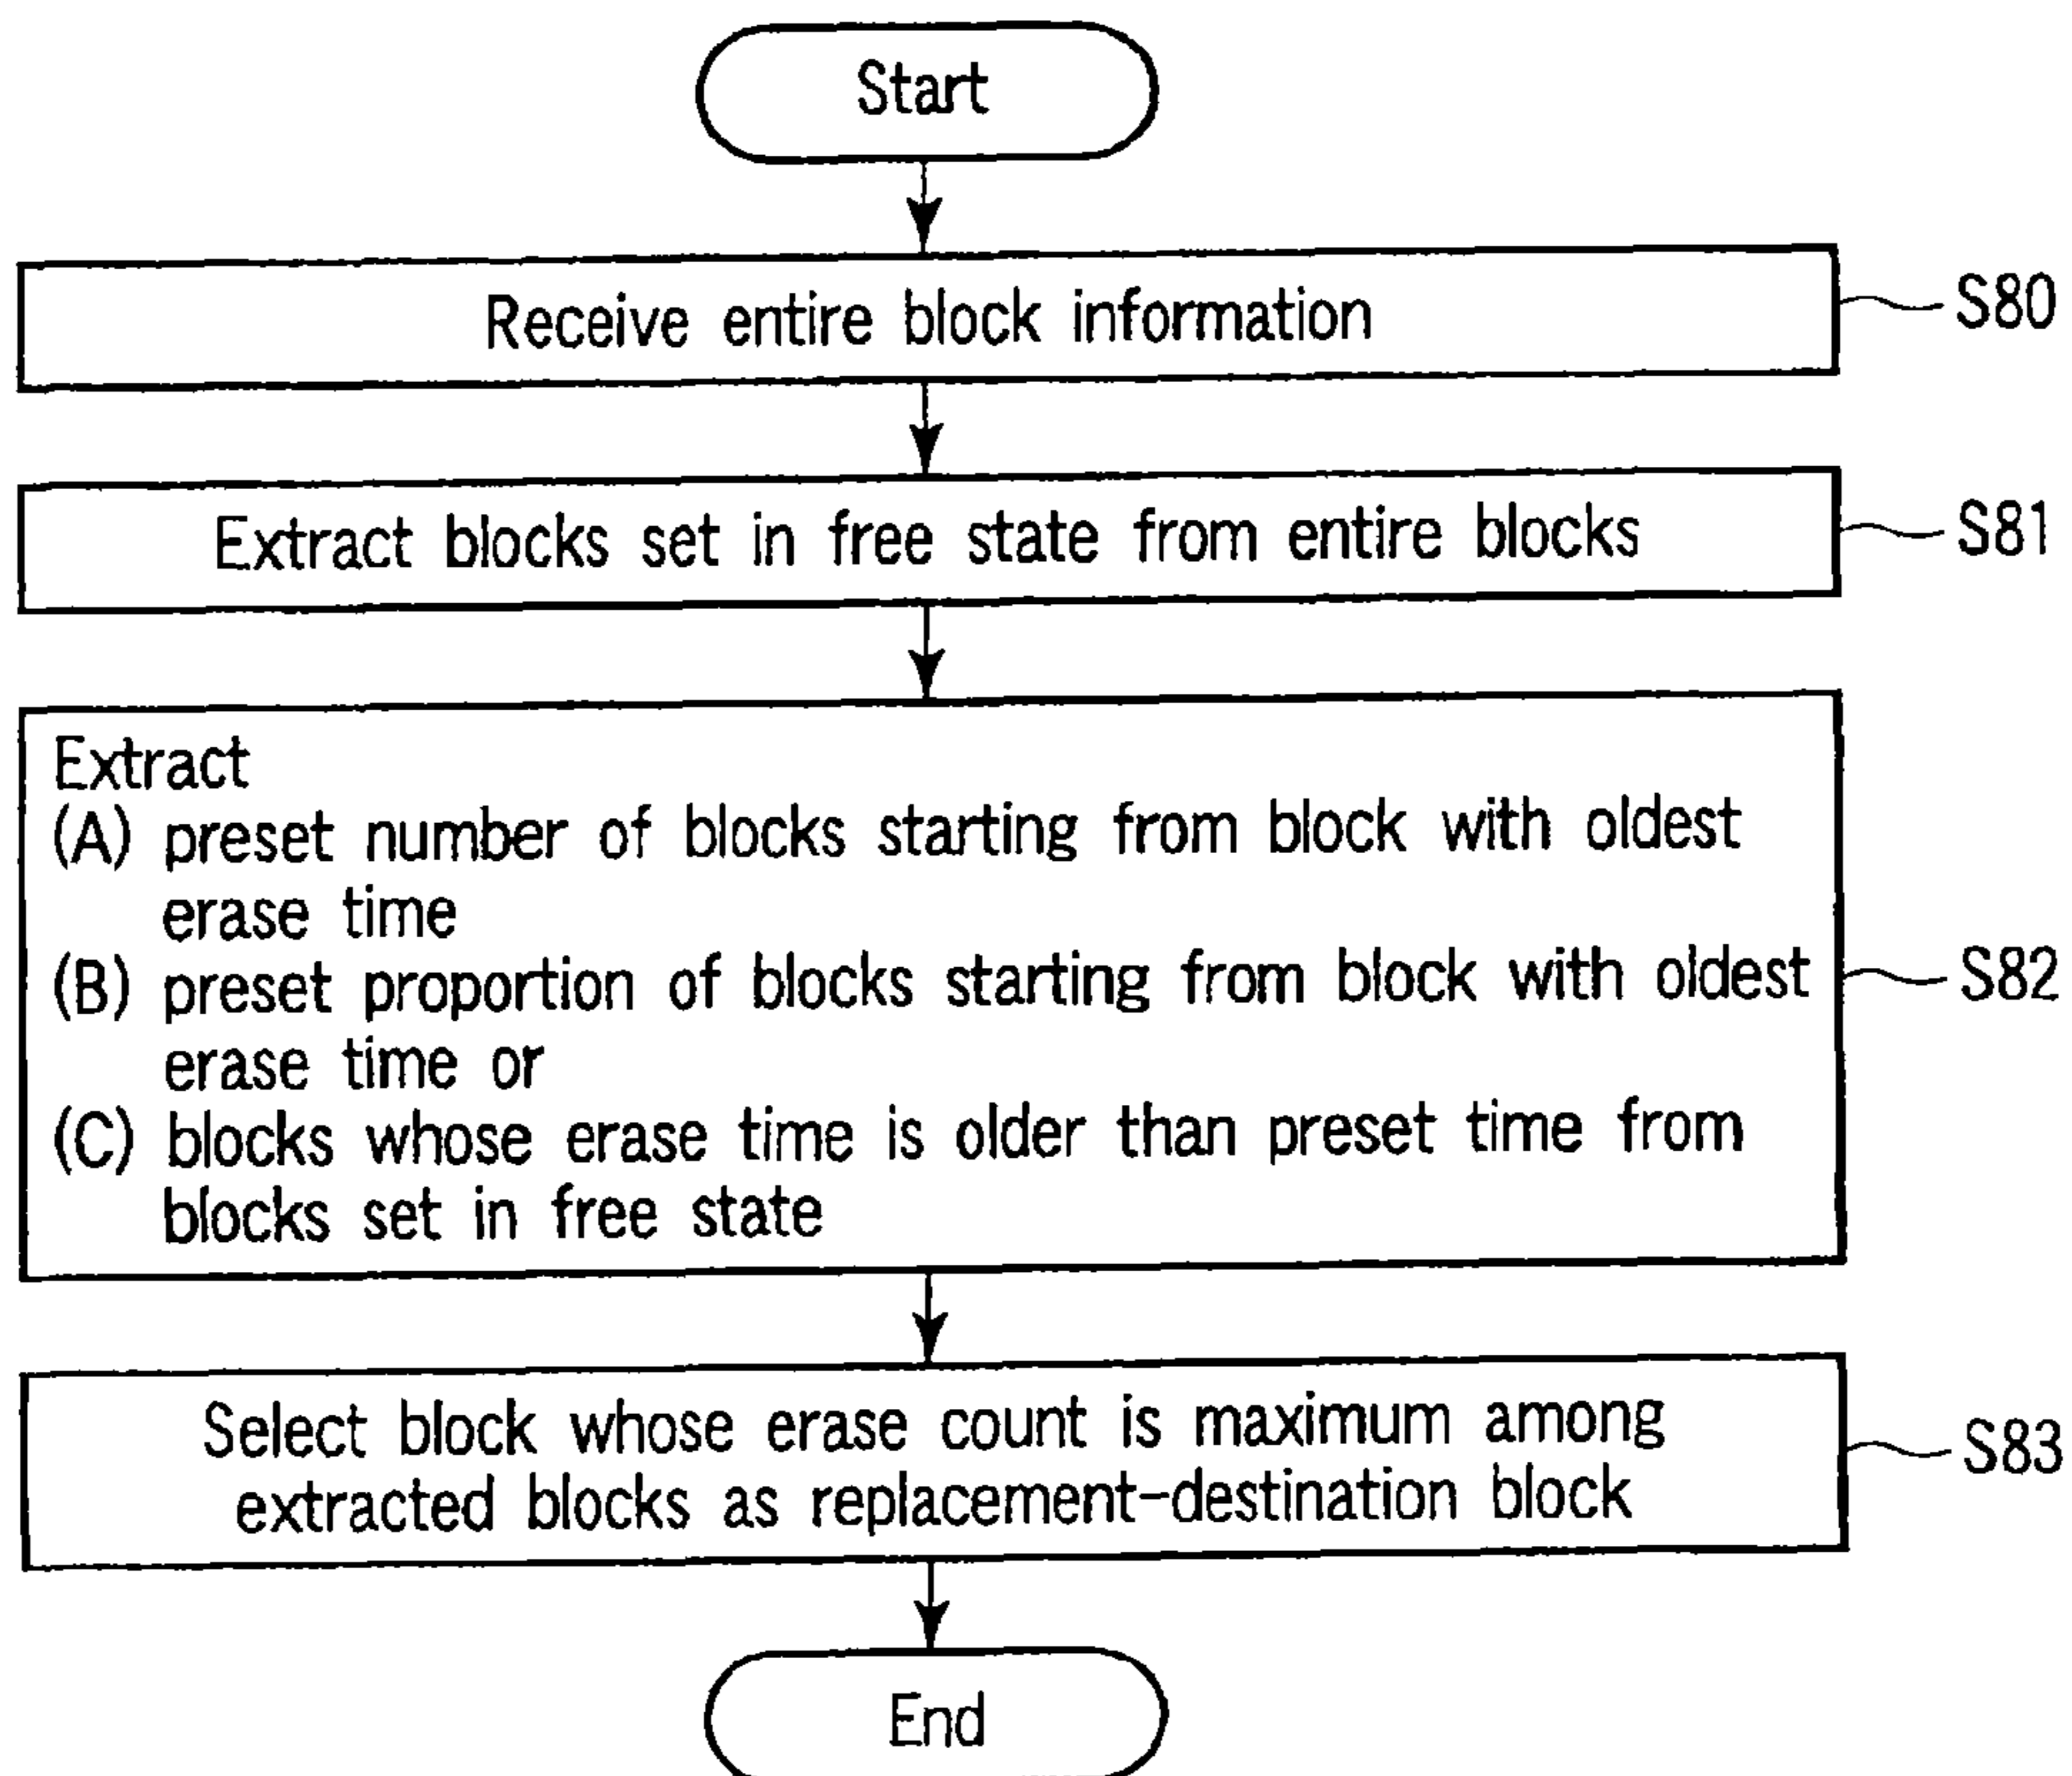 Start
Receive entire block information
S80
Extract blocks set in free state from entire blocks
S81
Extract
(A) preset number of blocks starting from block with oldest
erase time
(B) preset proportion of blocks starting from block with oldest
erase time or
(C) blocks whose erase time is older than preset time from
blocks set in free state
S82
Select block whose erase count is maximum among
extracted blocks as replacement-destination block
S83
End